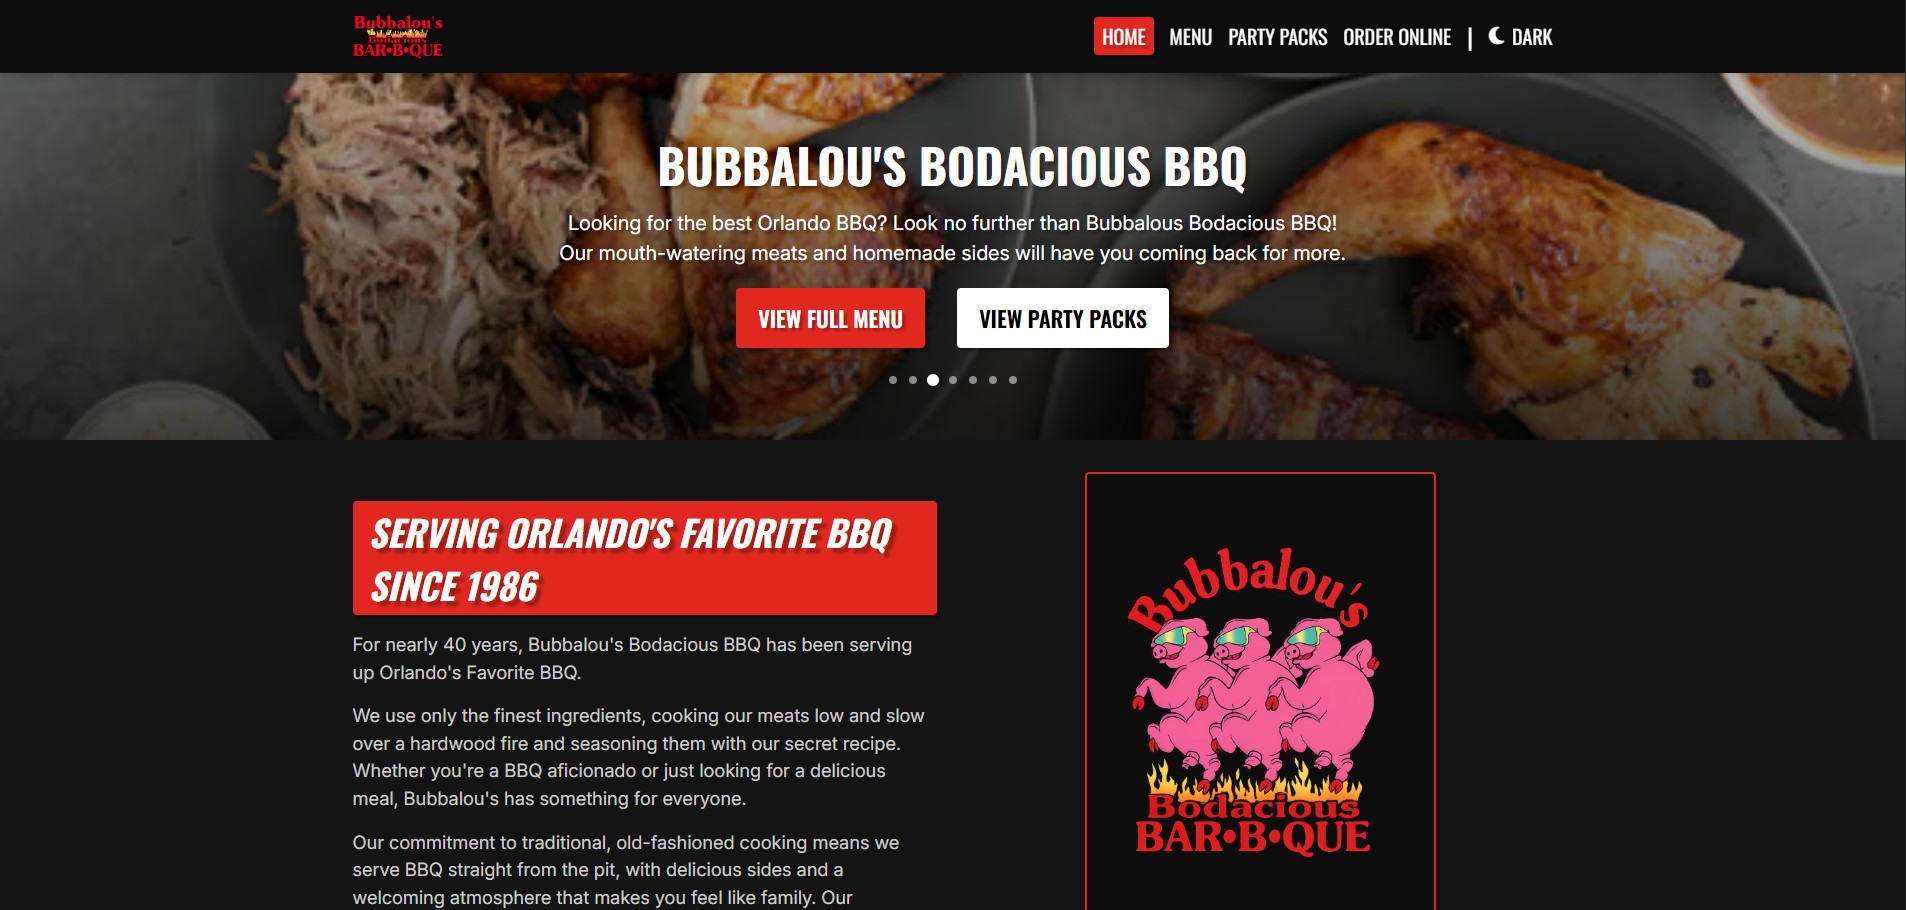 Bubbalou's
Bodacious
BAR•B•QUE
HOME MENU PARTY PACKS ORDER ONLINE | DARK
BUBBALOU'S BODACIOUS BBQ
Looking for the best Orlando BBQ? Look no further than Bubbalous Bodacious BBQ!
Our mouth-watering meats and homemade sides will have you coming back for more.
VIEW FULL MENU VIEW PARTY PACKS
SERVING ORLANDO'S FAVORITE BBQ
SINCE 1986
For nearly 40 years, Bubbalou's Bodacious BBQ has been serving
up Orlando's Favorite BBQ.
We use only the finest ingredients, cooking our meats low and slow
over a hardwood fire and seasoning them with our secret recipe.
Whether you're a BBQ aficionado or just looking for a delicious
meal, Bubbalou's has something for everyone.
Our commitment to traditional, old-fashioned cooking means we
serve BBQ straight from the pit, with delicious sides and a
welcoming atmosphere that makes you feel like family. Our
Bubbalou's
Bodacious
BAR•B•QUE